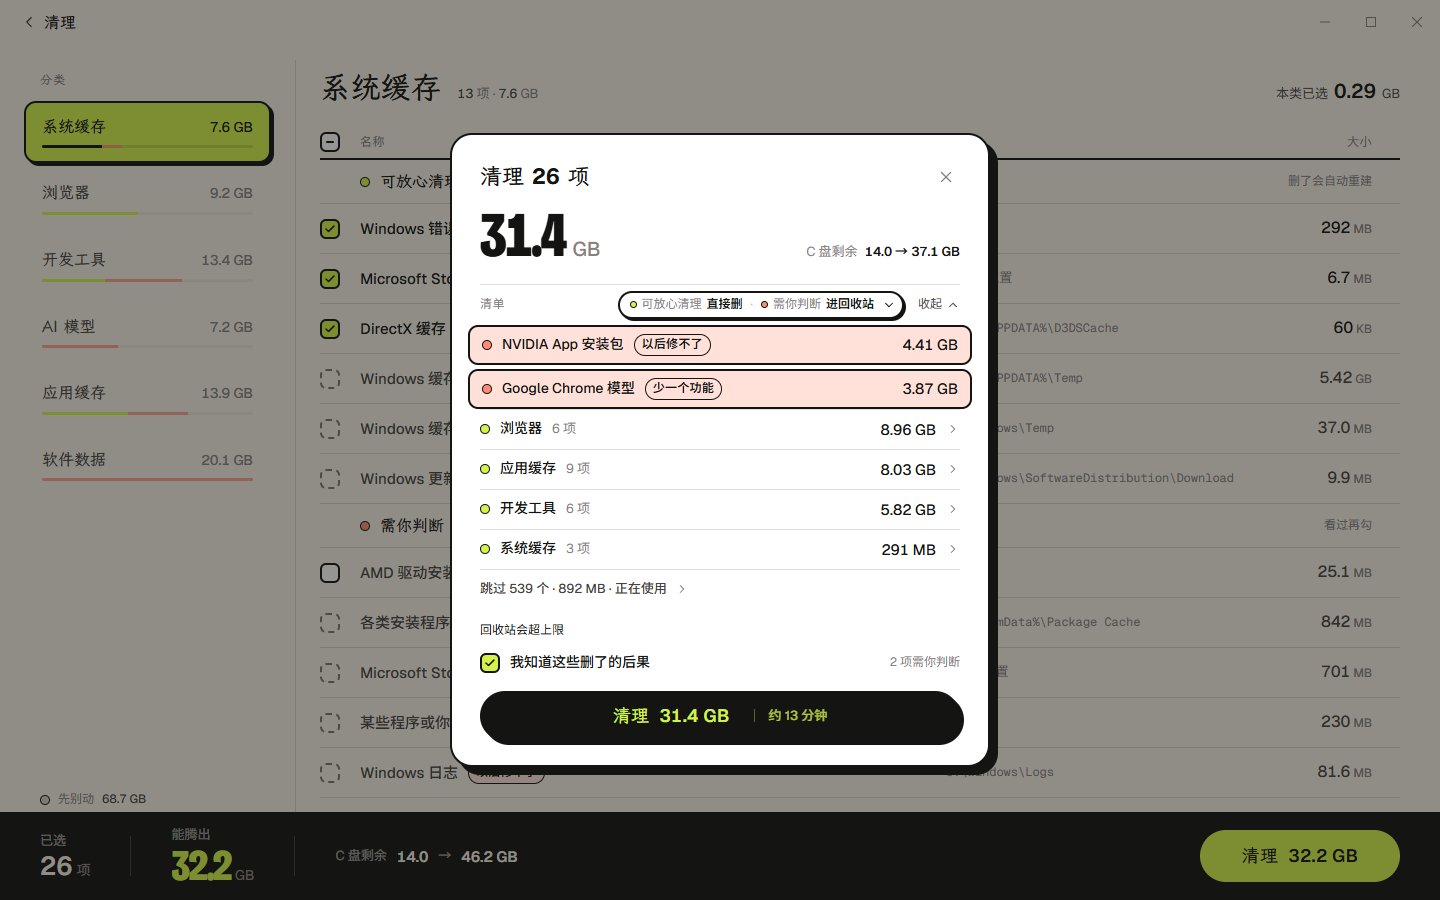 清理
分类
系统缓存 7.6 GB
浏览器 9.2 GB
开发工具 13.4 GB
AI 模型 7.2 GB
应用缓存 13.9 GB
软件数据 20.1 GB
先别动 68.7 GB
系统缓存 13 项 · 7.6 GB
本类已选 0.29 GB
名称 大小
可放心清理 删了会自动重建
Windows 错误 292 MB
Microsoft Sto 6.7 MB
DirectX 缓存 PPDATA%\D3DSCache 60 KB
Windows 缓存 PPDATA%\Temp 5.42 GB
Windows 缓存 ows\Temp 37.0 MB
Windows 更新 ows\SoftwareDistribution\Download 9.9 MB
需你判断 看过再勾
AMD 驱动安装 25.1 MB
各类安装程序 mData%\Package Cache 842 MB
Microsoft Sto 置 701 MB
某些程序或你 230 MB
Windows 日志 ndows\Logs 81.6 MB
清理 26 项
31.4 GB
C 盘剩余 14.0 → 37.1 GB
清单 可放心清理 直接删 · 需你判断 进回收站 收起
NVIDIA App 安装包 以后修不了 4.41 GB
Google Chrome 模型 少一个功能 3.87 GB
浏览器 6 项 8.96 GB
应用缓存 9 项 8.03 GB
开发工具 6 项 5.82 GB
系统缓存 3 项 291 MB
跳过 539 个 · 892 MB · 正在使用
回收站会超上限
我知道这些删了的后果 2 项需你判断
清理 31.4 GB 约 13 分钟
已选
26 项
能腾出
32.2 GB
C 盘剩余 14.0 → 46.2 GB
清理 32.2 GB